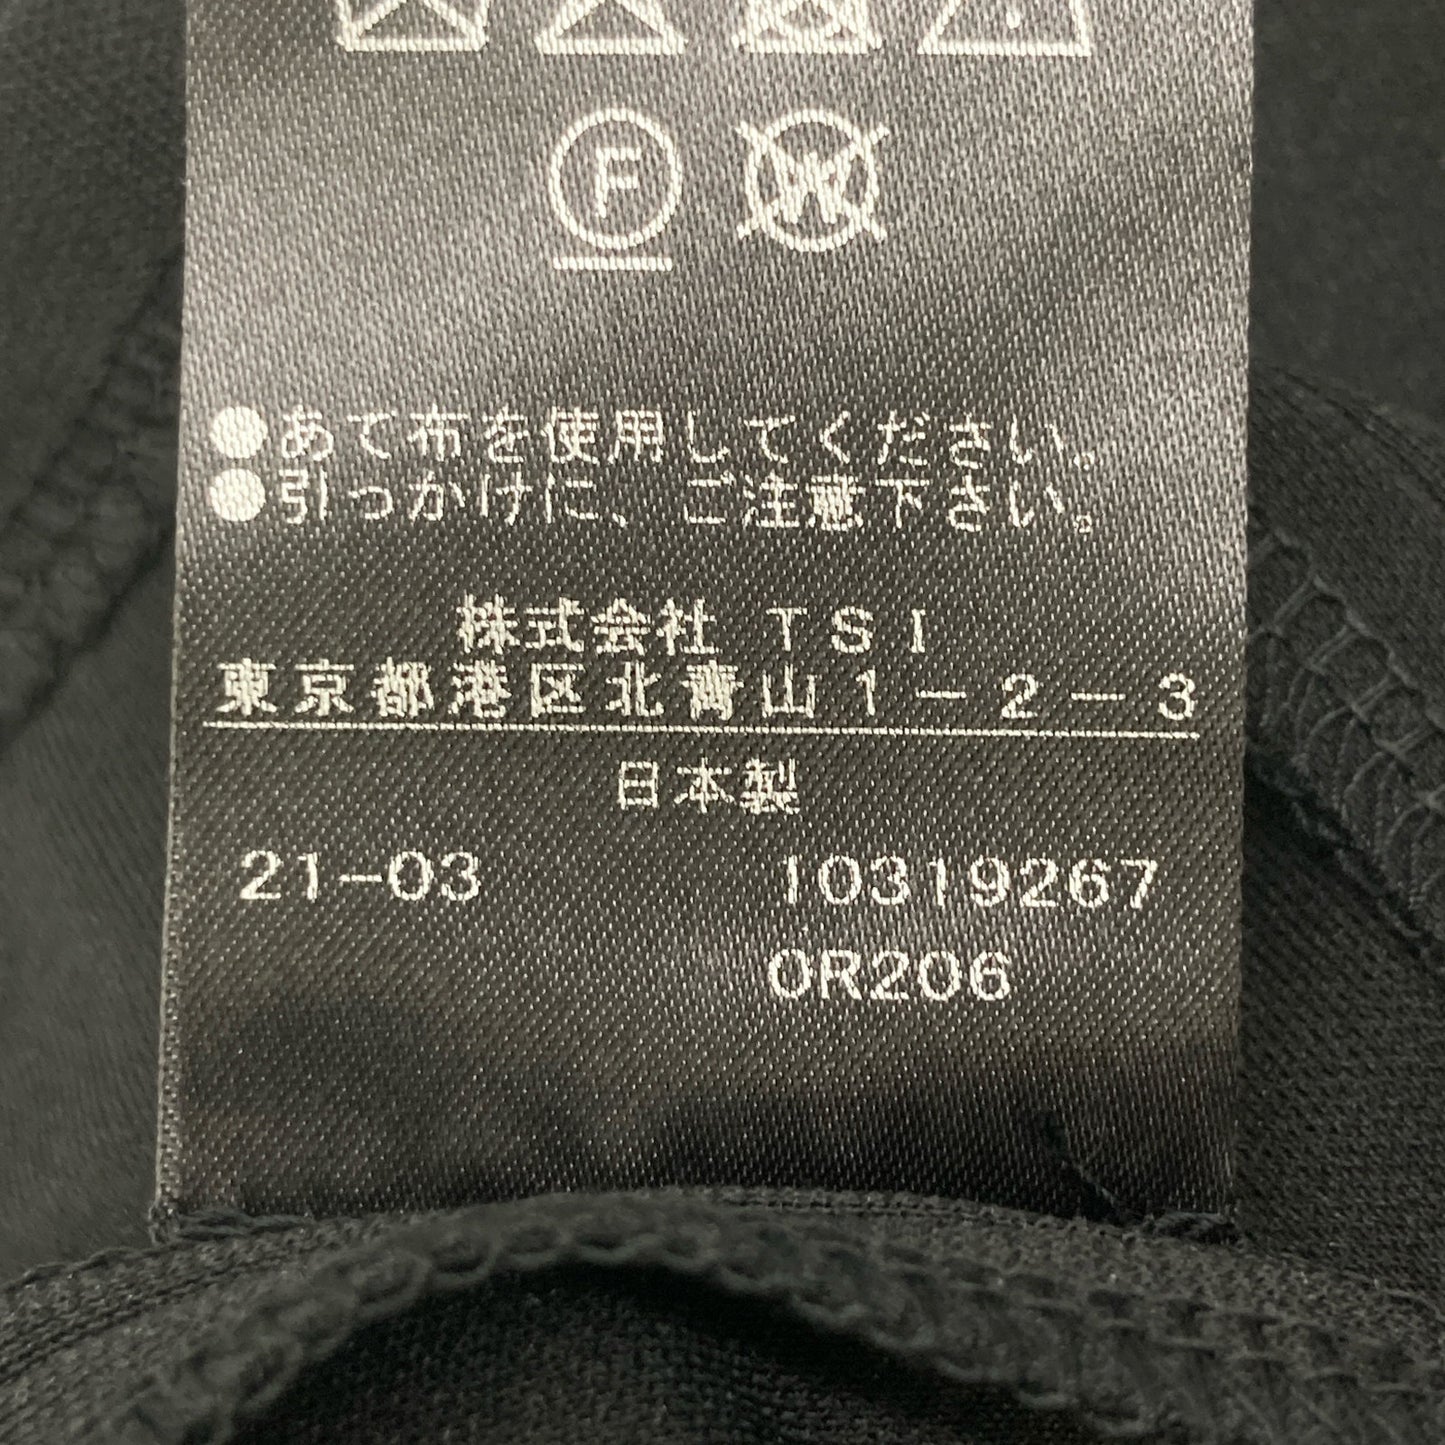 F W
●あて布を使用してください。
●引っかけに、ご注意下さい。
株式会社 TSI
東京都港区北青山1-2-3
日本製
21-03 10319267
0R206